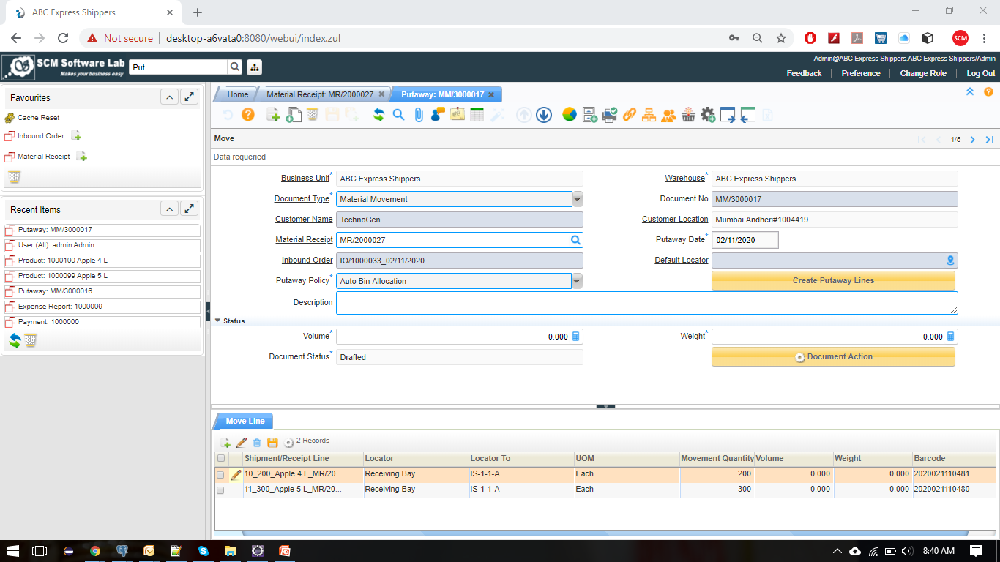 ABC Express Shippers
Not secure desktop-a6vata0:8080/webui/index.zul
SCM
SCM Software Lab
Makes your business easy
Put
Admin@ABC Express Shippers.ABC Express Shippers/Admin
Feedback Preference Change Role Log Out
Favourites
Cache Reset
Inbound Order
Material Receipt
Recent Items
Putaway: MM/3000017
User (All): admin Admin
Product: 1000100 Apple 4 L
Product: 1000099 Apple 5 L
Putaway: MM/3000016
Expense Report: 1000009
Payment: 1000000
Home Material Receipt: MR/2000027 Putaway: MM/3000017
Move
1/5
Data requeried
Business Unit* ABC Express Shippers Warehouse* ABC Express Shippers
Document Type* Material Movement Document No MM/3000017
Customer Name TechnoGen Customer Location Mumbai Andheri#1004419
Material Receipt MR/2000027 Putaway Date* 02/11/2020
Inbound Order IO/1000033_02/11/2020 Default Locator
Putaway Policy* Auto Bin Allocation Create Putaway Lines
Description
Status
Volume* 0.000 Weight* 0.000
Document Status* Drafted Document Action
Move Line
2 Records
Shipment/Receipt Line Locator Locator To UOM Movement Quantity Volume Weight Barcode
10_200_Apple 4 L_MR/20... Receiving Bay IS-1-1-A Each 200 0.000 0.000 2020021110481
11_300_Apple 5 L_MR/20... Receiving Bay IS-1-1-A Each 300 0.000 0.000 2020021110480
8:40 AM